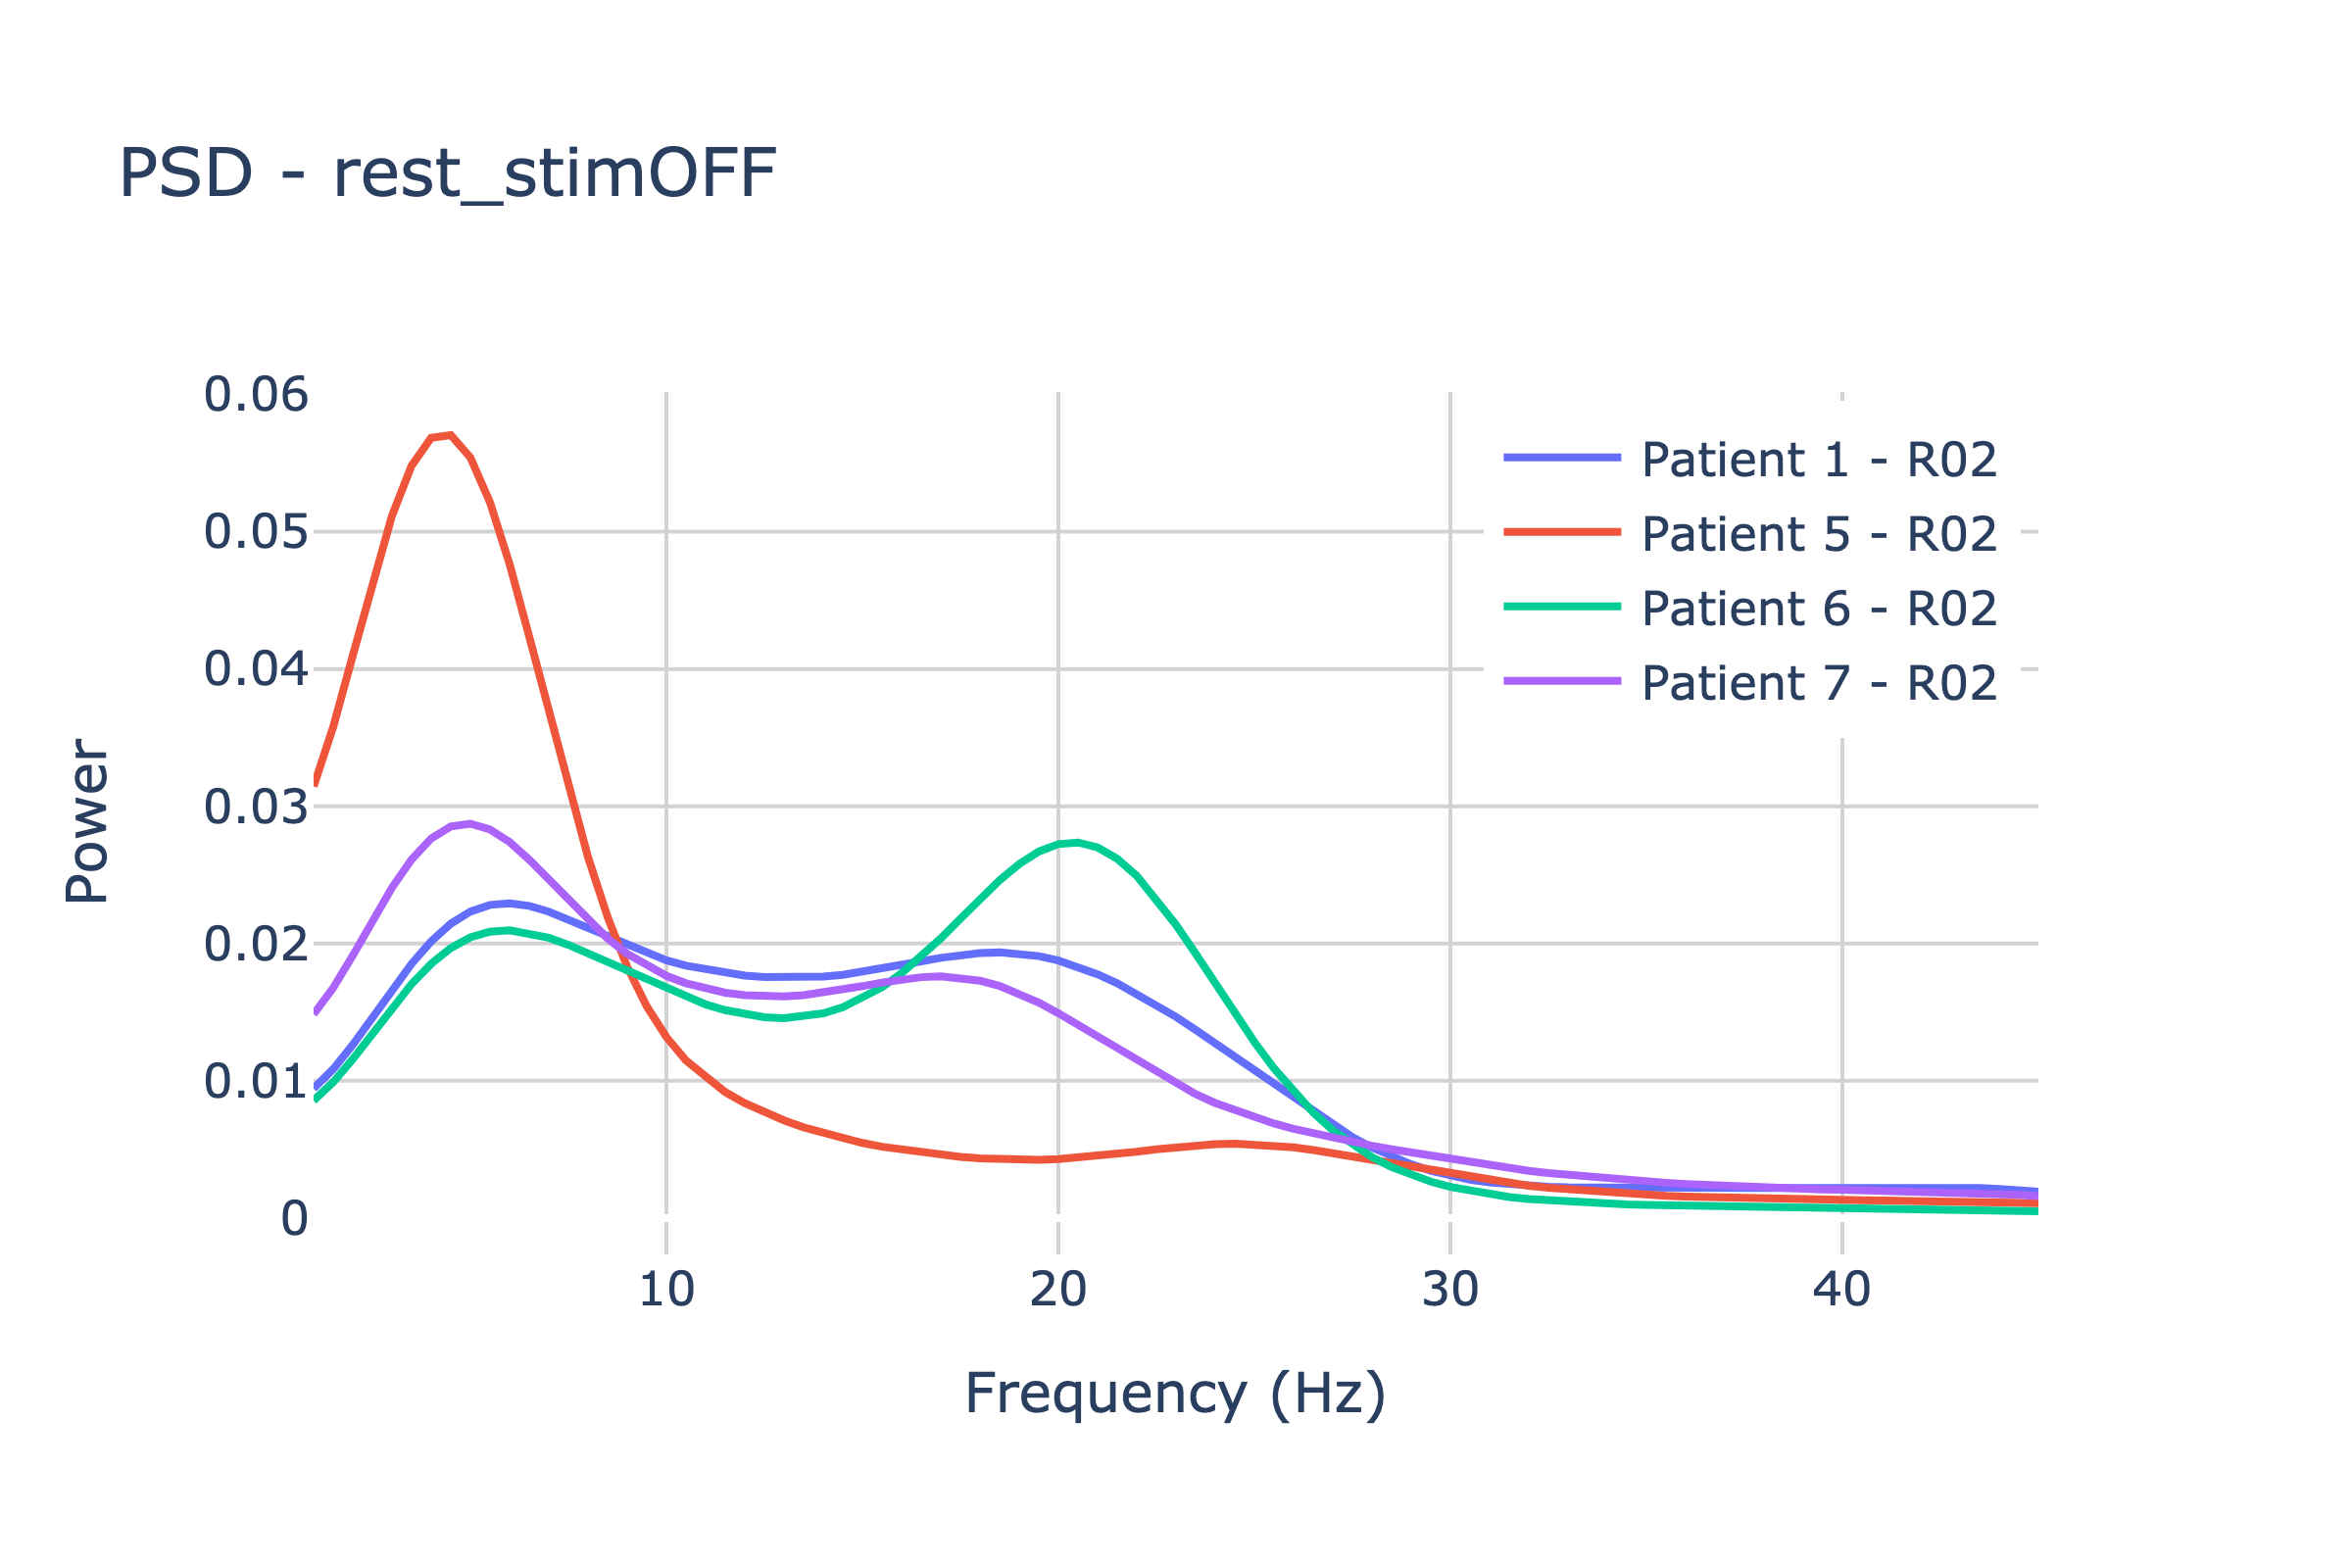 PSD - rest_stimOFF
0.06
0.05
0.04
0.03
0.02
0.01
0
Power
Patient 1 - R02
Patient 5 - R02
Patient 6 - R02
Patient 7 - R02
10 20 30 40
Frequency (Hz)